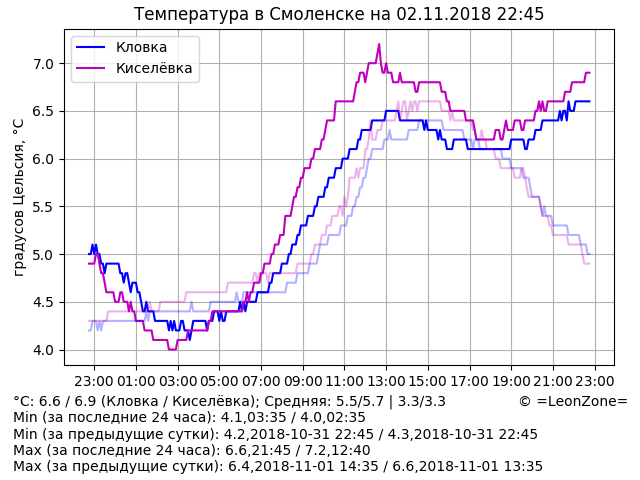 Температура в Смоленске на 02.11.2018 22:45
Кловка
Киселёвка
градусов Цельсия, °C
7.0
6.5
6.0
5.5
5.0
4.5
4.0
23:00 01:00 03:00 05:00 07:00 09:00 11:00 13:00 15:00 17:00 19:00 21:00 23:00
°C: 6.6 / 6.9 (Кловка / Киселёвка); Средняя: 5.5/5.7 | 3.3/3.3 © =LeonZone=
Min (за последние 24 часа): 4.1,03:35 / 4.0,02:35
Min (за предыдущие сутки): 4.2,2018-10-31 22:45 / 4.3,2018-10-31 22:45
Max (за последние 24 часа): 6.6,21:45 / 7.2,12:40
Max (за предыдущие сутки): 6.4,2018-11-01 14:35 / 6.6,2018-11-01 13:35